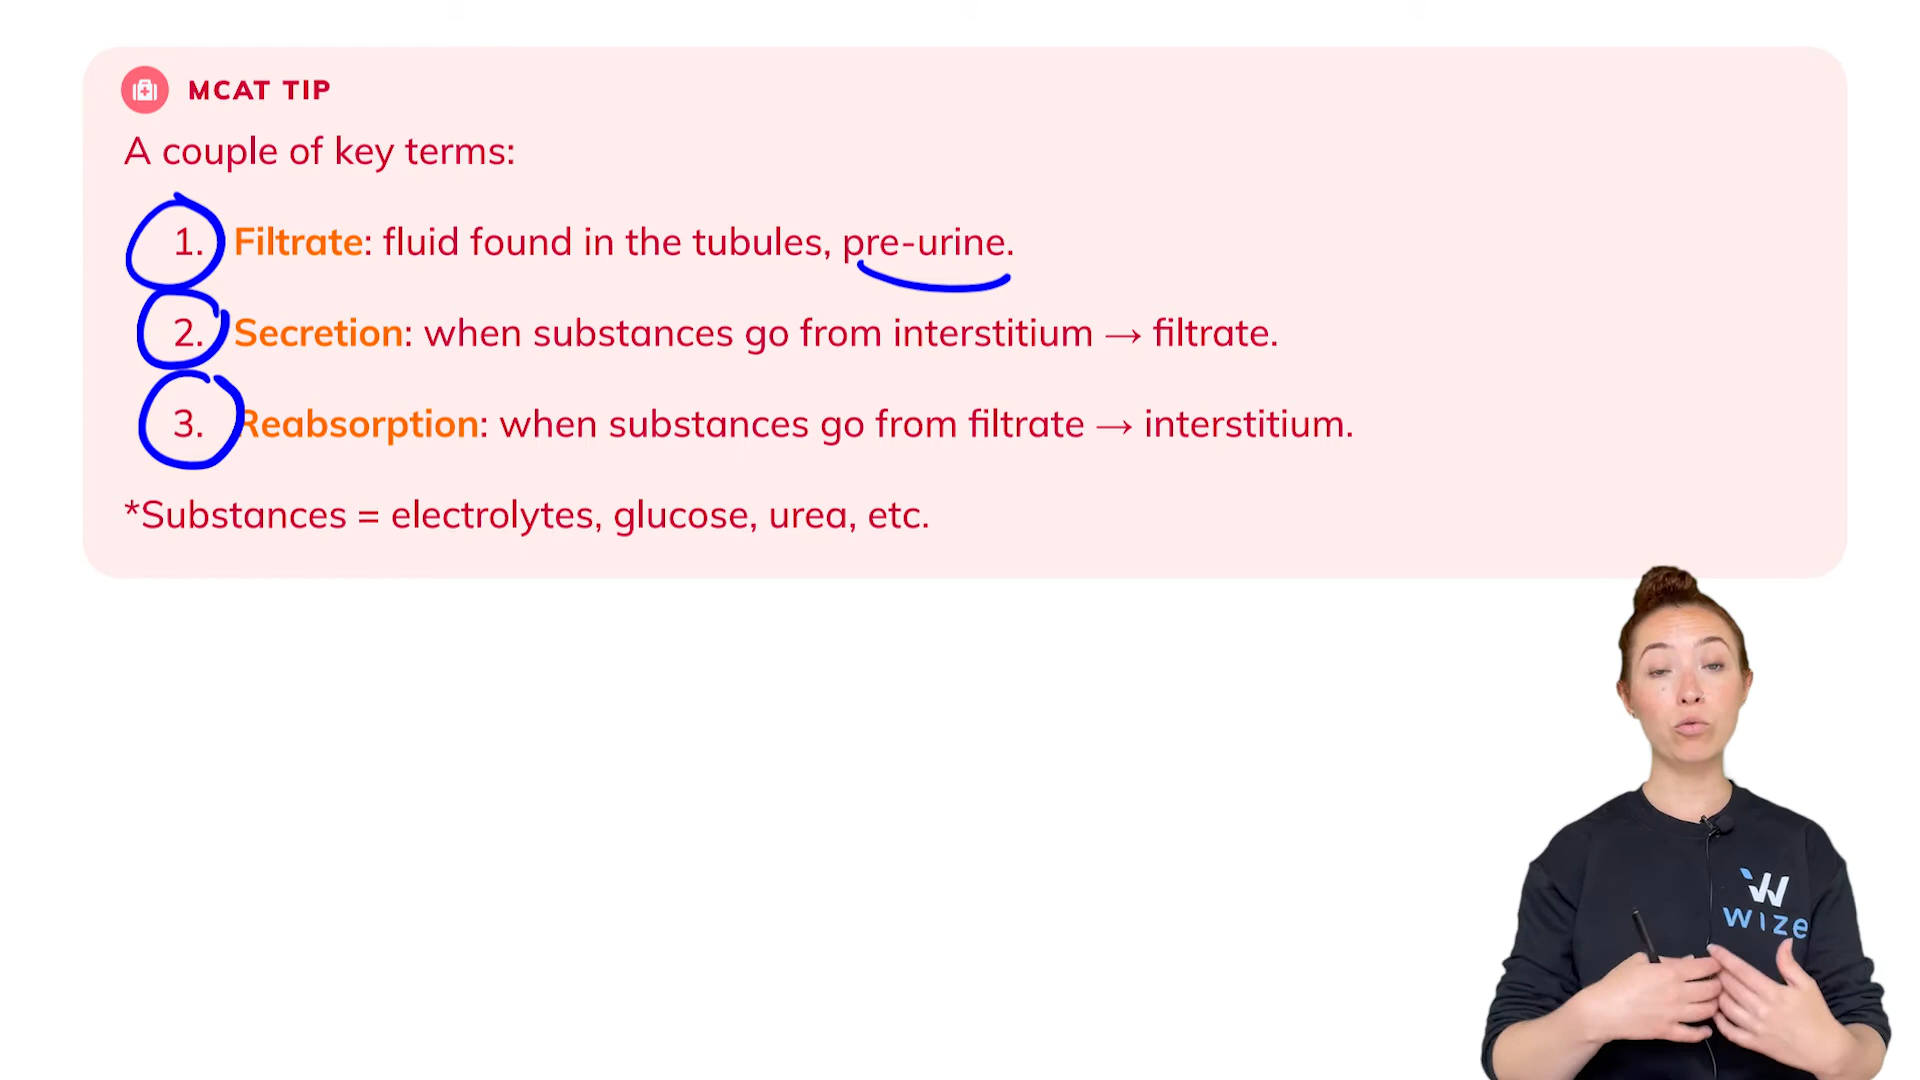 MCAT TIP
A couple of key terms:
1. Filtrate: fluid found in the tubules, pre-urine.
2. Secretion: when substances go from interstitium → filtrate.
3. Reabsorption: when substances go from filtrate → interstitium.
*Substances = electrolytes, glucose, urea, etc.
W
wize